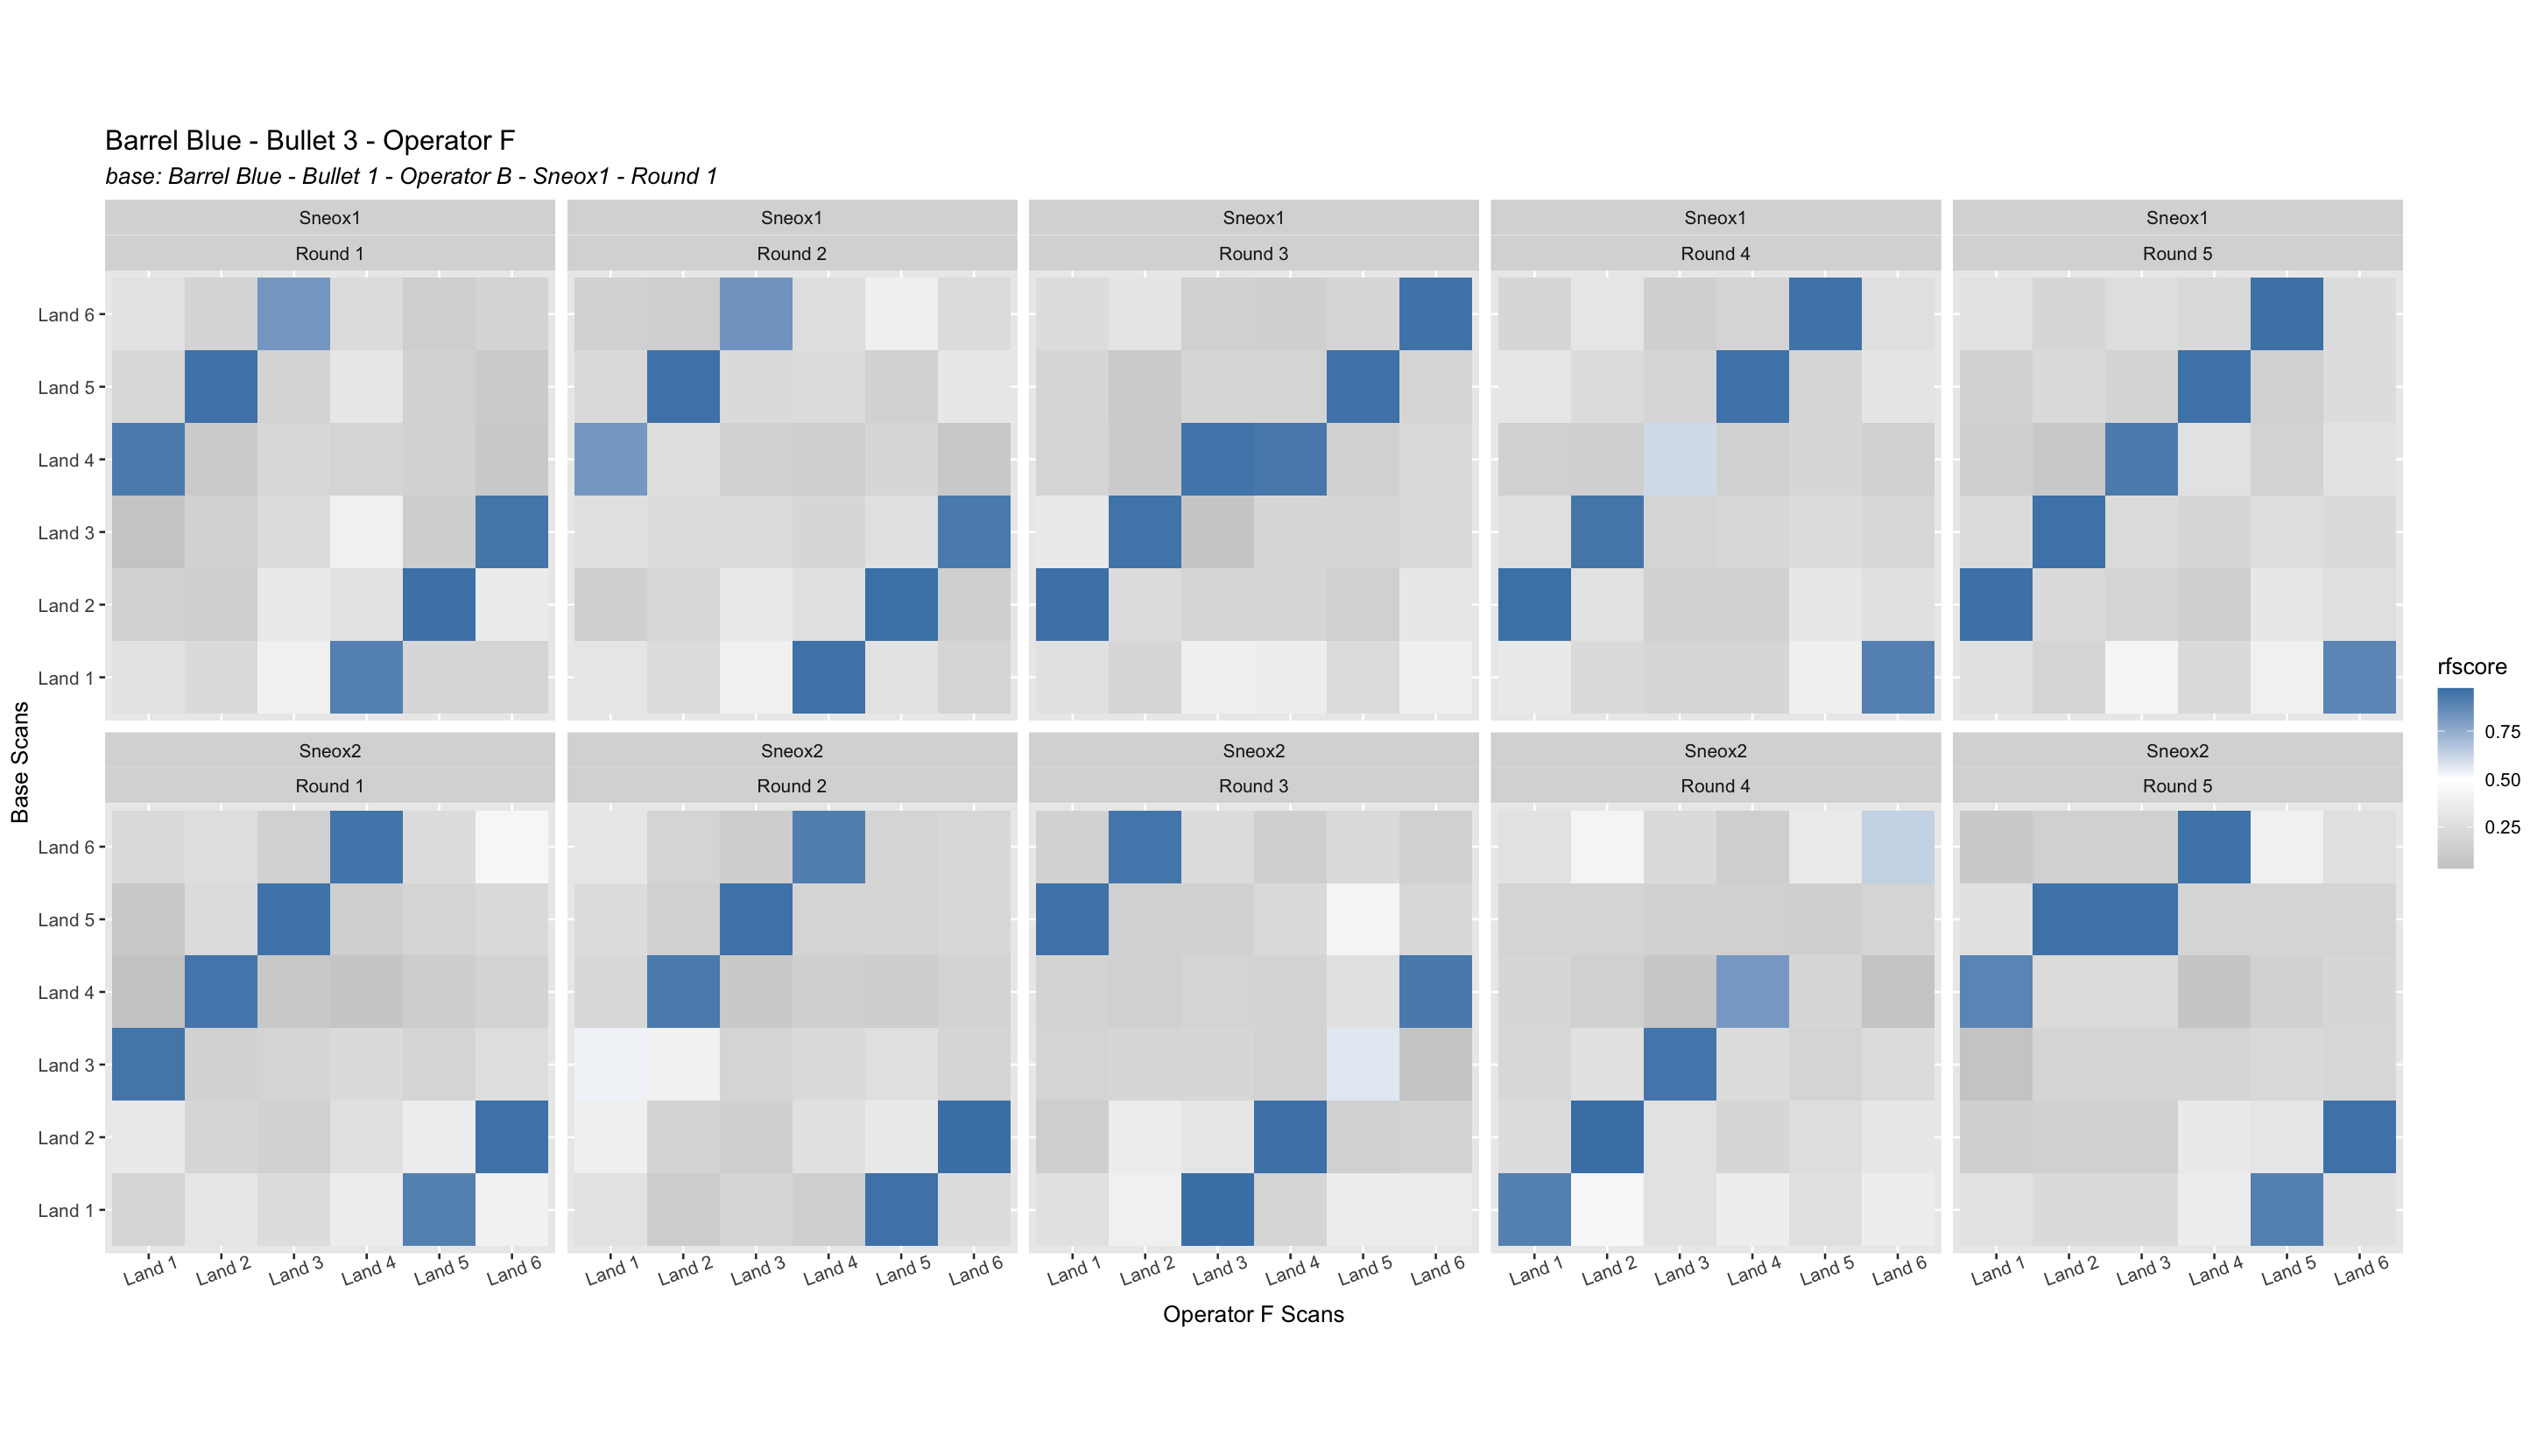 Barrel Blue - Bullet 3 - Operator F
base: Barrel Blue - Bullet 1 - Operator B - Sneox1 - Round 1
Sneox1 Sneox1 Sneox1 Sneox1 Sneox1
Round 1 Round 2 Round 3 Round 4 Round 5
Land 6
Land 5
Land 4
Land 3
Land 2
Land 1
Base Scans
Sneox2 Sneox2 Sneox2 Sneox2 Sneox2
Round 1 Round 2 Round 3 Round 4 Round 5
Land 6
Land 5
Land 4
Land 3
Land 2
Land 1
Land 1 Land 2 Land 3 Land 4 Land 5 Land 6 Land 1 Land 2 Land 3 Land 4 Land 5 Land 6 Land 1 Land 2 Land 3 Land 4 Land 5 Land 6 Land 1 Land 2 Land 3 Land 4 Land 5 Land 6 Land 1 Land 2 Land 3 Land 4 Land 5 Land 6
Operator F Scans
rfscore
0.75
0.50
0.25